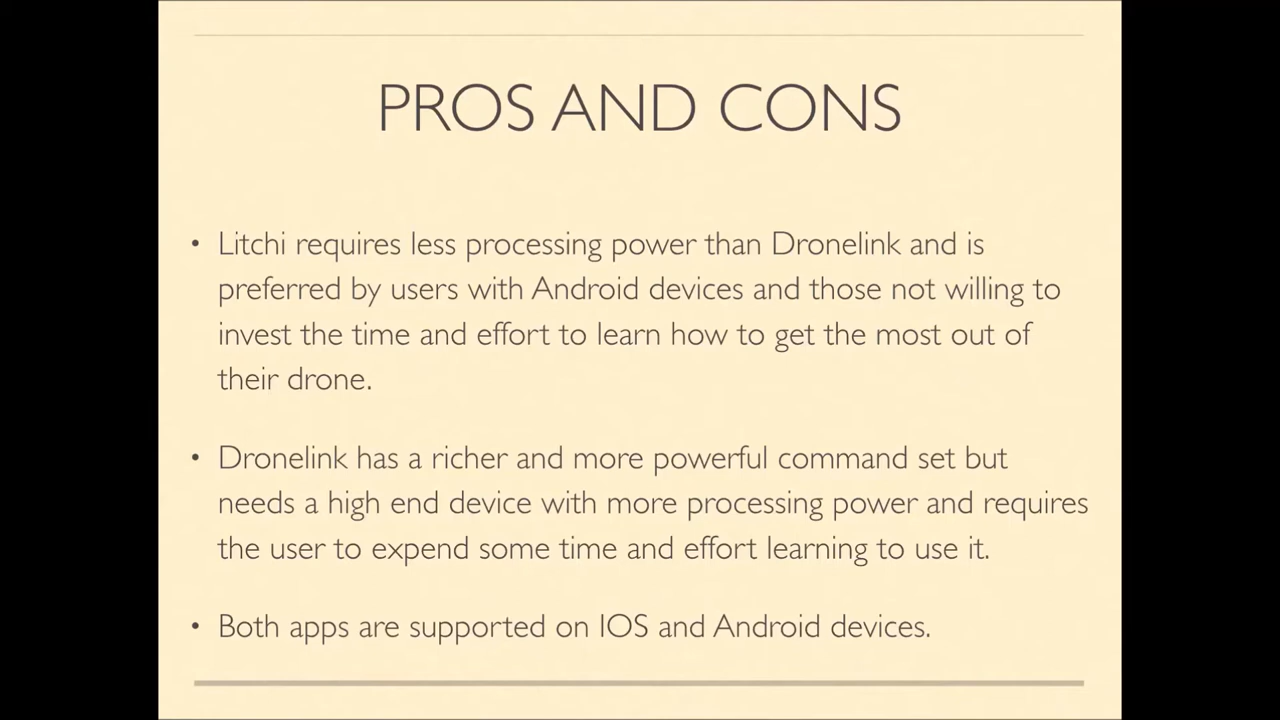 PROS AND CONS
• Litchi requires less processing power than Dronelink and is
preferred by users with Android devices and those not willing to
invest the time and effort to learn how to get the most out of
their drone.
• Dronelink has a richer and more powerful command set but
needs a high end device with more processing power and requires
the user to expend some time and effort learning to use it.
• Both apps are supported on IOS and Android devices.